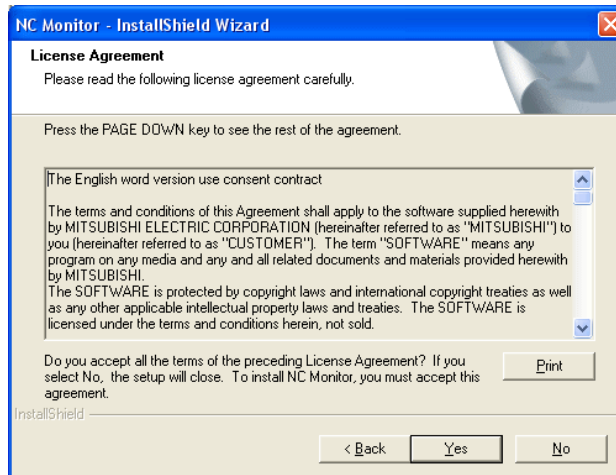 NC Monitor - InstallShield Wizard
License Agreement
Please read the following license agreement carefully.
Press the PAGE DOWN key to see the rest of the agreement.
The English word version use consent contract
The terms and conditions of this Agreement shall apply to the software supplied herewith
by MITSUBISHI ELECTRIC CORPORATION (hereinafter referred to as "MITSUBISHI") to
you (hereinafter referred to as "CUSTOMER"). The term "SOFTWARE" means any
program on any media and any and all related documents and materials provided herewith
by MITSUBISHI.
The SOFTWARE is protected by copyright laws and international copyright treaties as well
as any other applicable intellectual property laws and treaties. The SOFTWARE is
licensed under the terms and conditions herein, not sold.
Do you accept all the terms of the preceding License Agreement? If you
select No, the setup will close. To install NC Monitor, you must accept this
agreement.
Print
InstallShield
< Back Yes No